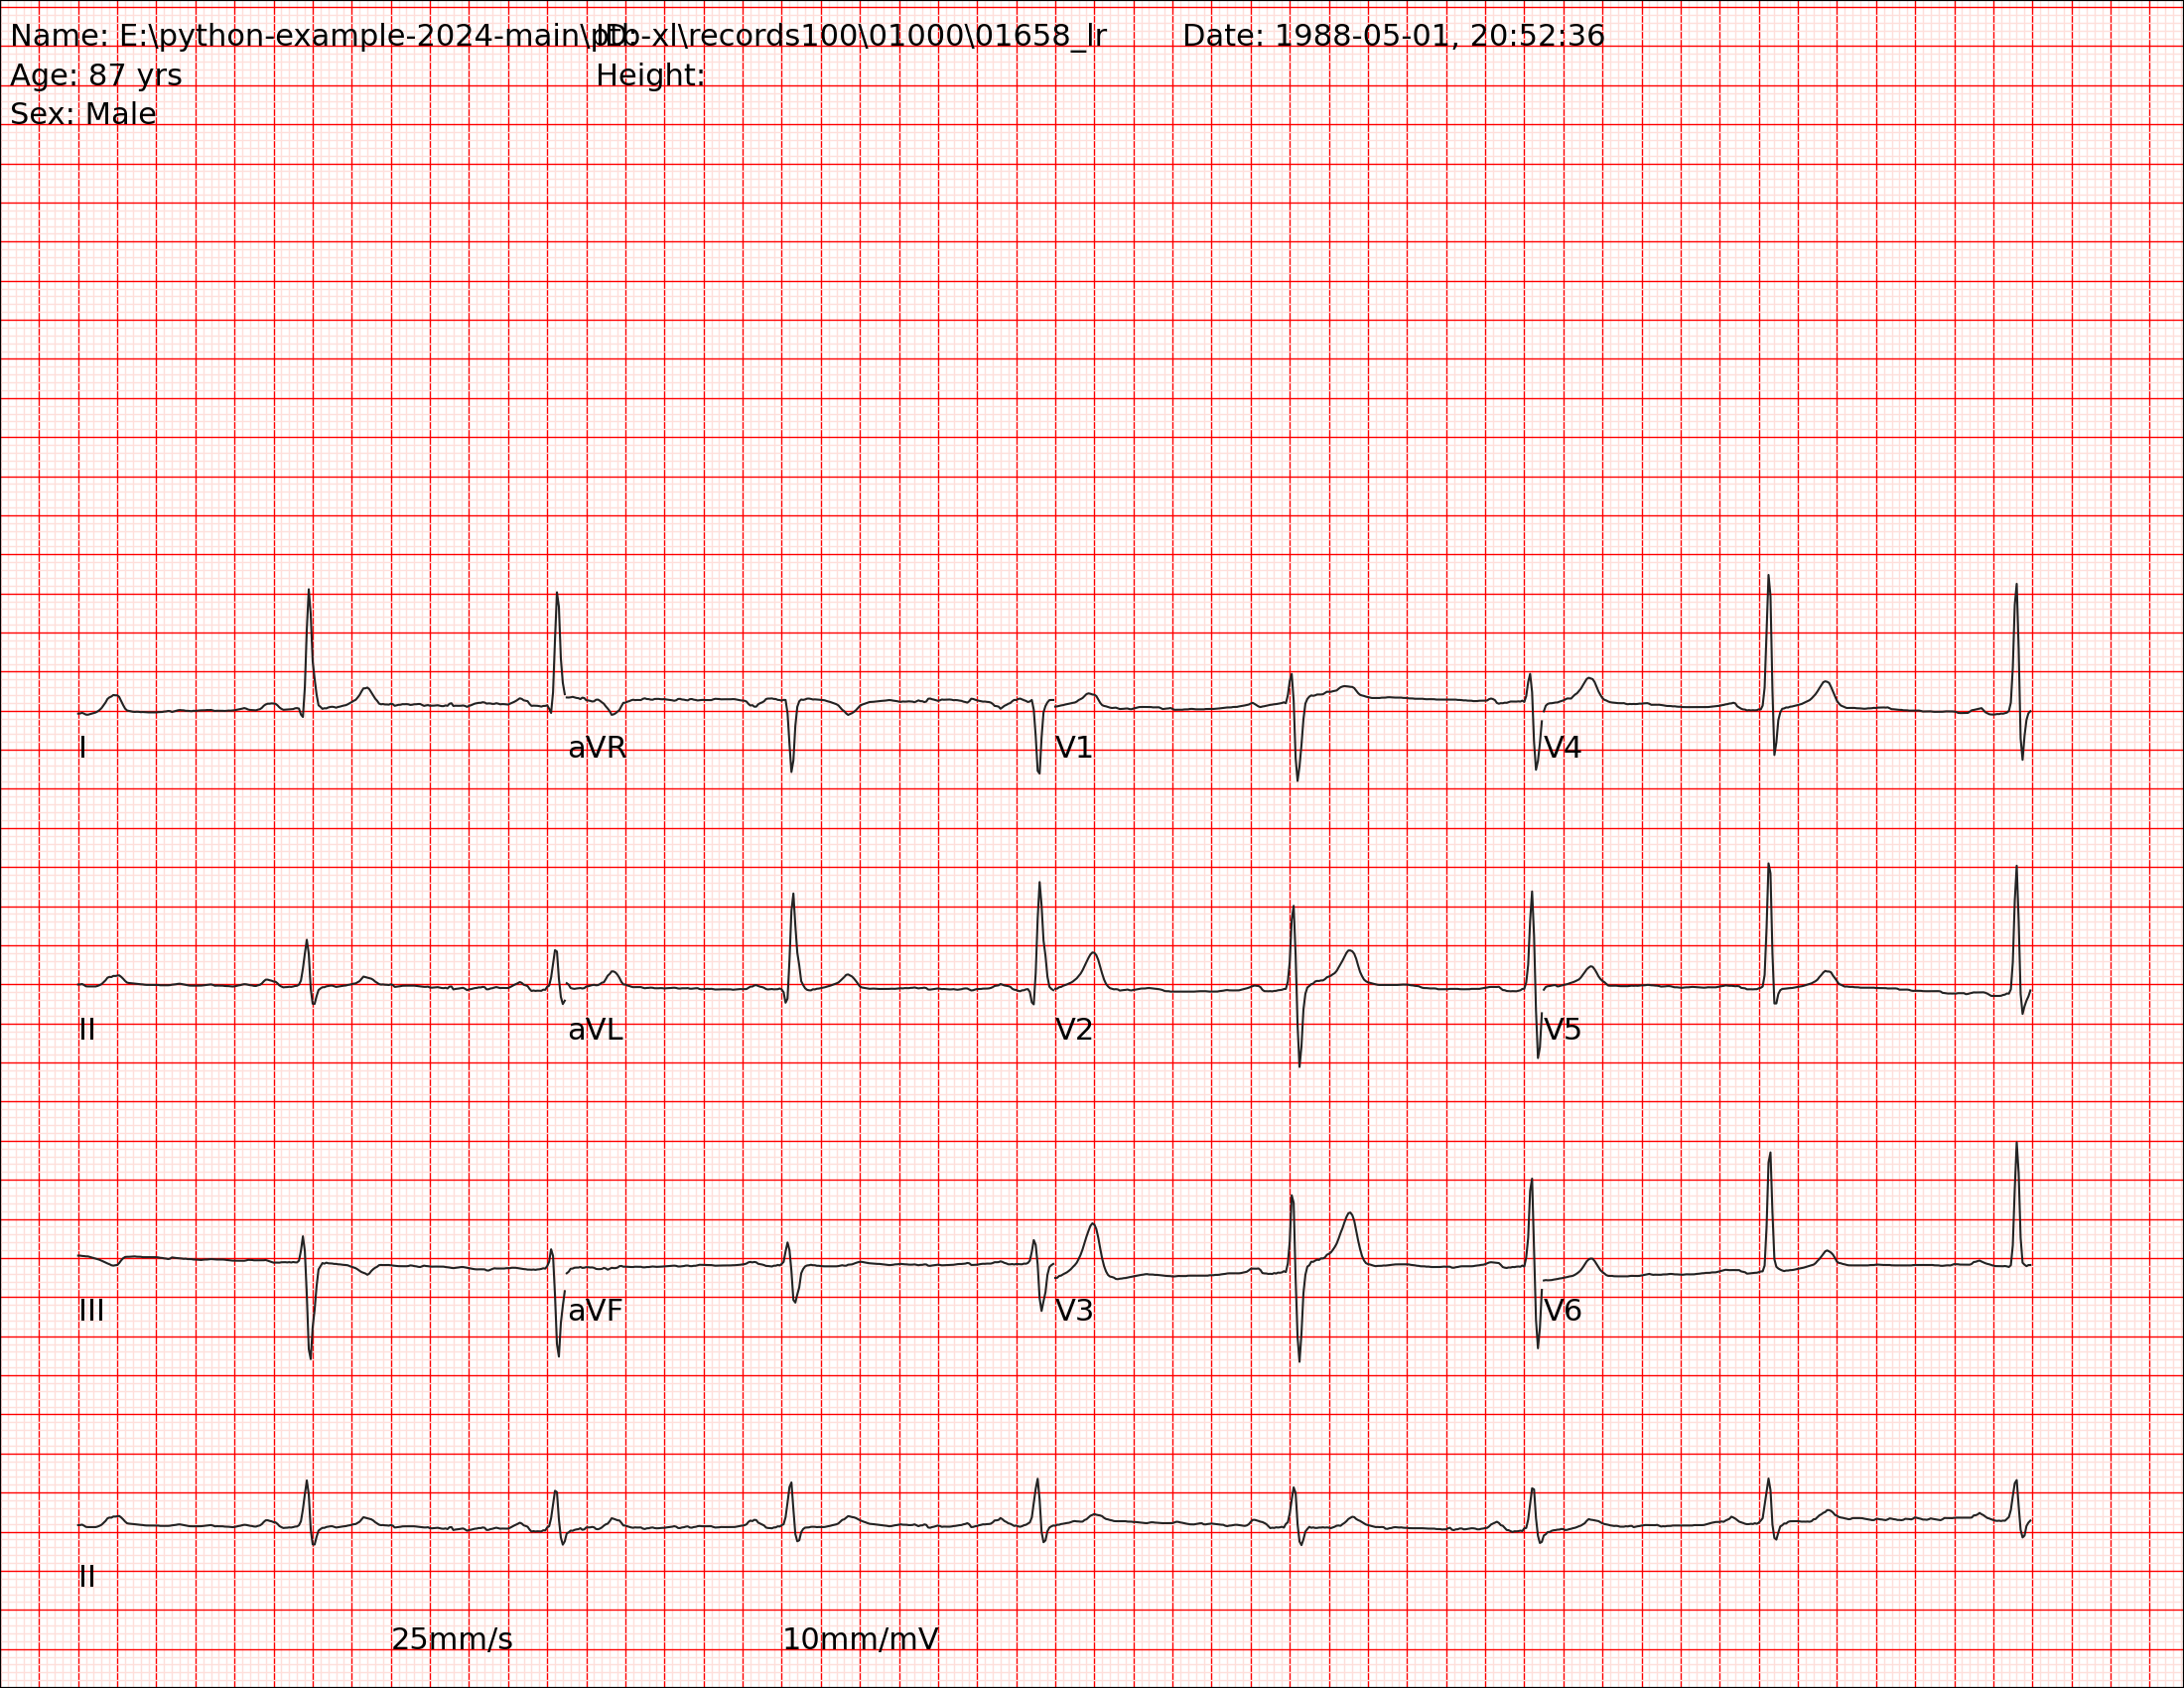 Name: E:\python-example-2024-main\ptb-xl\records100\01000\01658_lr ID: Date: 1988-05-01, 20:52:36
Age: 87 yrs Height:
Sex: Male
I aVR V1 V4
II aVL V2 V5
III aVF V3 V6
II
25mm/s 10mm/mV